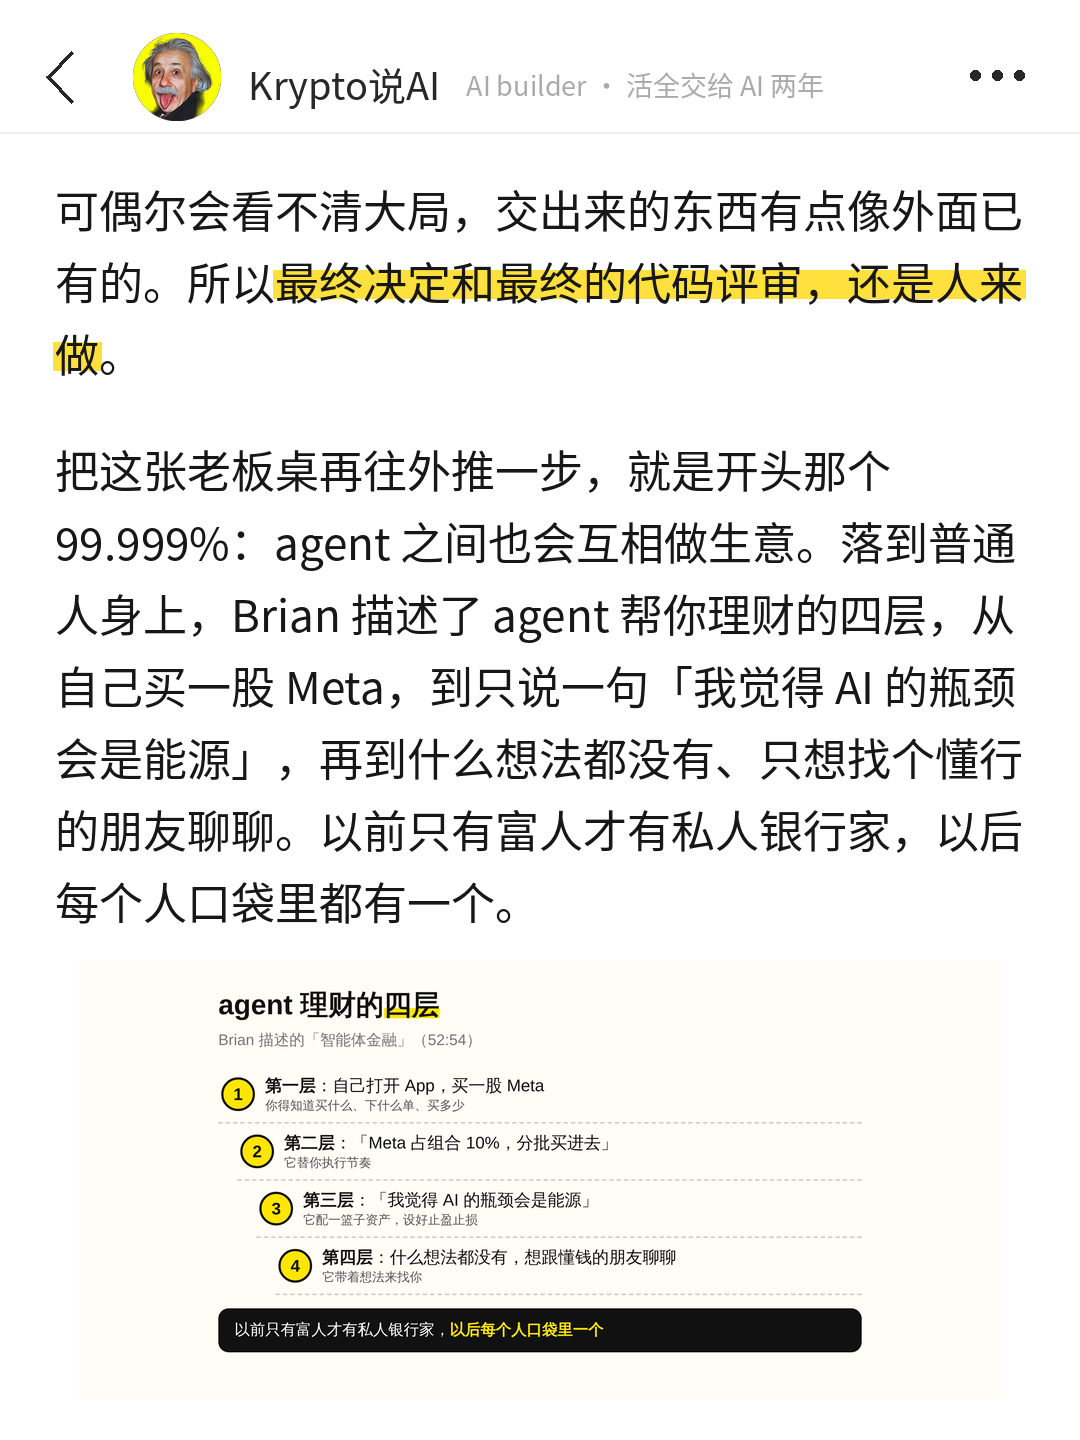 Krypto说AI AI builder · 活全交给 AI 两年
可偶尔会看不清大局，交出来的东西有点像外面已
有的。所以最终决定和最终的代码评审，还是人来
做。
把这张老板桌再往外推一步，就是开头那个
99.999%：agent 之间也会互相做生意。落到普通
人身上，Brian 描述了 agent 帮你理财的四层，从
自己买一股 Meta，到只说一句「我觉得 AI 的瓶颈
会是能源」，再到什么想法都没有、只想找个懂行
的朋友聊聊。以前只有富人才有私人银行家，以后
每个人口袋里都有一个。
agent 理财的四层
Brian 描述的「智能体金融」（52:54）
1 第一层：自己打开 App，买一股 Meta
你得知道买什么、下什么单、买多少
2 第二层：「Meta 占组合 10%，分批买进去」
它替你执行节奏
3 第三层：「我觉得 AI 的瓶颈会是能源」
它配一篮子资产，设好止盈止损
4 第四层：什么想法都没有，想跟懂钱的朋友聊聊
它带着想法来找你
以前只有富人才有私人银行家，以后每个人口袋里一个